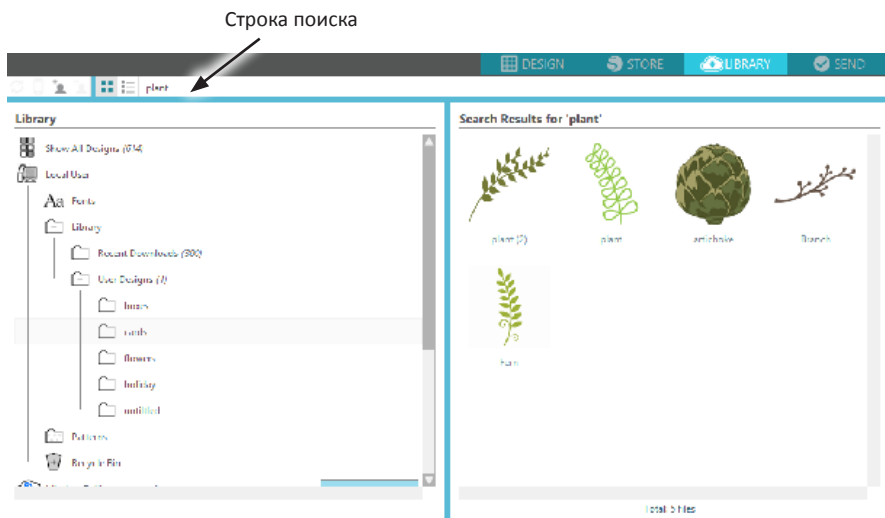 Строка поиска
DESIGN STORE LIBRARY SEND
plant
Library
Show All Designs (614)
Local User
Aa Fonts
Library
Recent Downloads (300)
User Designs (1)
boxes
cards
flowers
holiday
untitled
Patterns
Recycle Bin
Search Results for 'plant'
plant (2) plant artichoke Branch
Fern
Total: 5 files